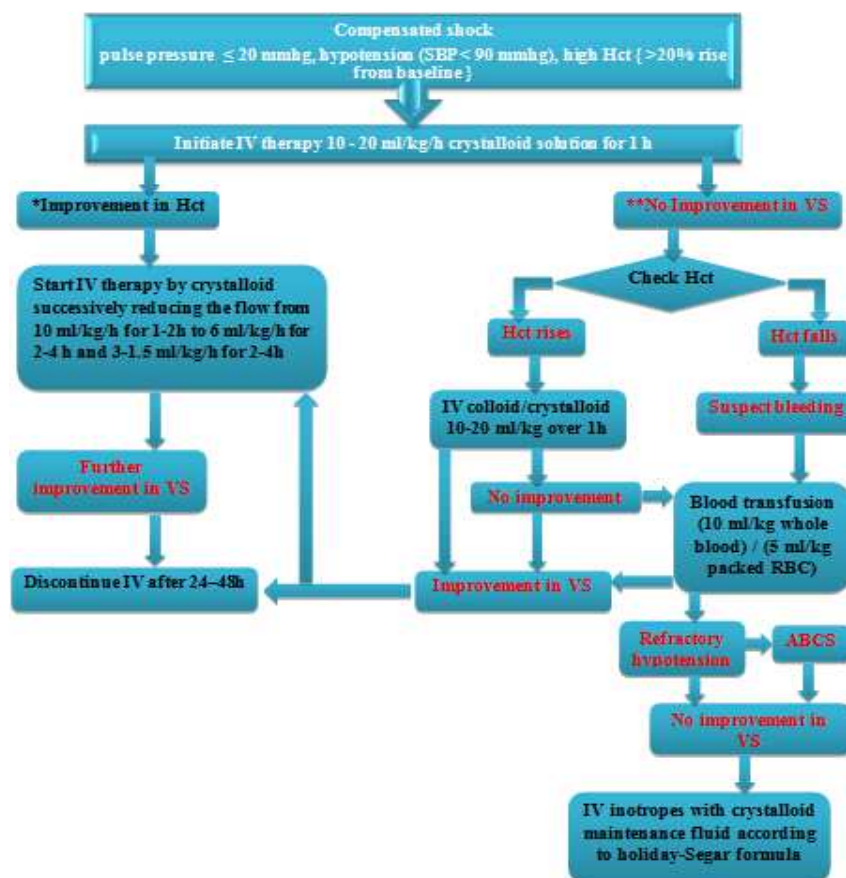 Compensated shock
pulse pressure ≤ 20 mmhg, hypotension (SBP < 90 mmhg), high Hct { >20% rise
from baseline }
Initiate IV therapy 10 - 20 ml/kg/h crystalloid solution for 1 h
*Improvement in Hct
**No Improvement in VS
Check Hct
Start IV therapy by crystalloid
successively reducing the flow from
10 ml/kg/h for 1-2h to 6 ml/kg/h for
2-4 h and 3-1.5 ml/kg/h for 2-4h
Hct rises
Hct falls
IV colloid/crystalloid
10-20 ml/kg over 1h
Suspect bleeding
Further
improvement in VS
No improvement
Blood transfusion
(10 ml/kg whole
blood) / (5 ml/kg
packed RBC)
Discontinue IV after 24–48h
Improvement in VS
Refractory
hypotension
ABCS
No improvement in
VS
IV inotropes with crystalloid
maintenance fluid according
to holiday-Segar formula